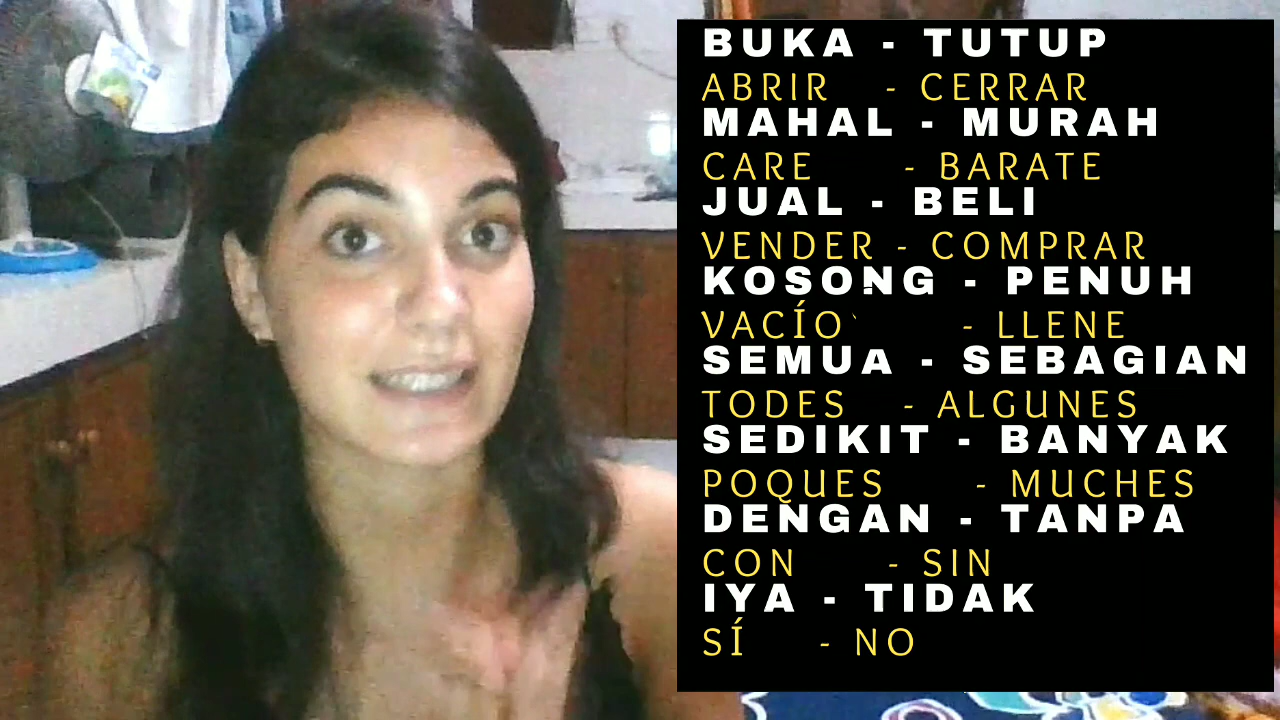 BUKA - TUTUP
ABRIR - CERRAR
MAHAL - MURAH
CARE - BARATE
JUAL - BELI
VENDER - COMPRAR
KOSONG - PENUH
VACÍO - LLENE
SEMUA - SEBAGIAN
TODES - ALGUNES
SEDIKIT - BANYAK
POQUES - MUCHES
DENGAN - TANPA
CON - SIN
IYA - TIDAK
SÍ - NO